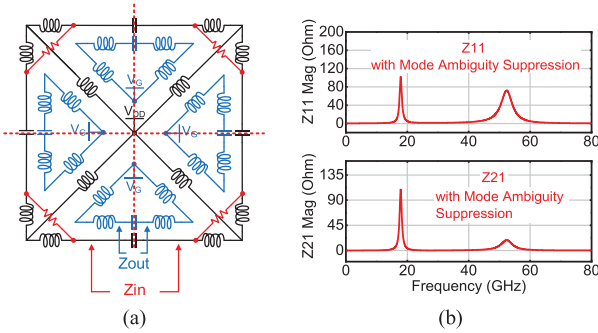 V_G
V_DD
V_G
V_G
V_G
Zout
Zin
(a)
Z11 Mag (Ohm)
200
160
120
80
40
0
Z11
with Mode Ambiguity Suppression
0
20
40
60
80
Z21 Mag (Ohm)
135
90
45
0
Z21
with Mode Ambiguity
Suppression
0
20
40
60
80
Frequency (GHz)
(b)